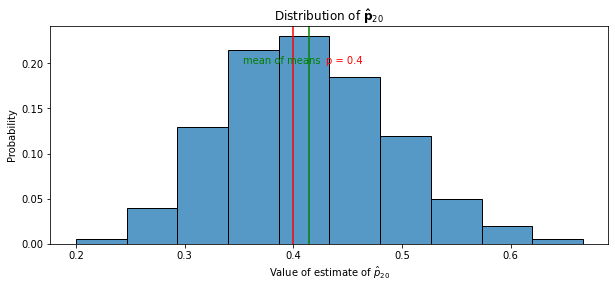 Distribution of p̂₂₀
mean of means p = 0.4
Probability
0.20
0.15
0.10
0.05
0.00
0.2 0.3 0.4 0.5 0.6
Value of estimate of p̂₂₀